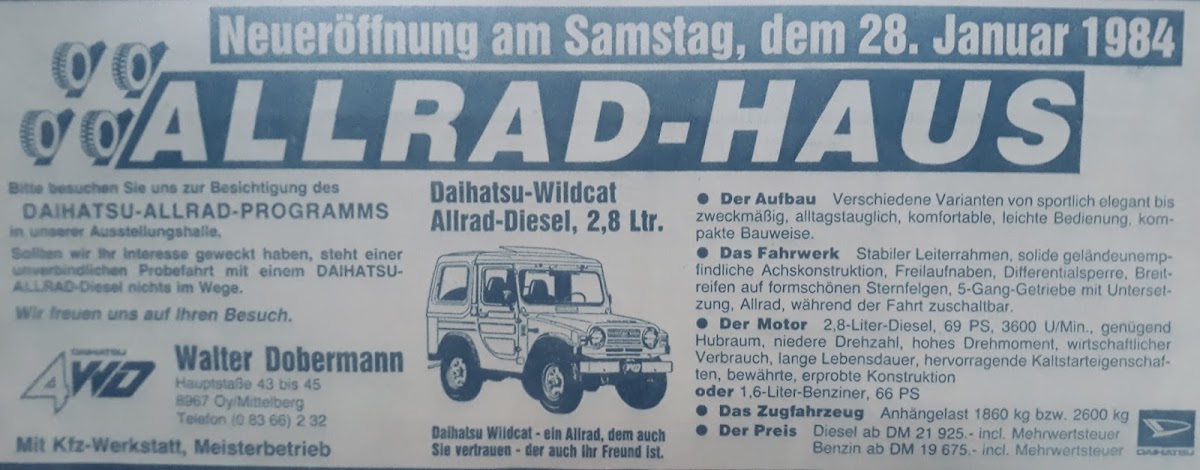 Neueröffnung am Samstag, dem 28. Januar 1984
ALLRAD-HAUS
Bitte besuchen Sie uns zur Besichtigung des
DAIHATSU-ALLRAD-PROGRAMMS
in unserer Ausstellungshalle.
Sollten wir Ihr Interesse geweckt haben, steht einer
unverbindlichen Probefahrt mit einem DAIHATSU-
ALLRAD-Diesel nichts im Wege.
Wir freuen uns auf Ihren Besuch.
DAIHATSU
4WD
Walter Dobermann
Hauptstaße 43 bis 45
8967 Oy/Mittelberg
Telefon (0 83 66) 2 32
Mit Kfz-Werkstatt, Meisterbetrieb
Daihatsu-Wildcat
Allrad-Diesel, 2,8 Ltr.
Daihatsu Wildcat - ein Allrad, dem auch
Sie vertrauen - der auch Ihr Freund ist.
● Der Aufbau Verschiedene Varianten von sportlich elegant bis
zweckmäßig, alltagstauglich, komfortable, leichte Bedienung, kom-
pakte Bauweise.
● Das Fahrwerk Stabiler Leiterrahmen, solide geländeunemp-
findliche Achskonstruktion, Freilaufnaben, Differentialsperre, Breit-
reifen auf formschönen Sternfelgen, 5-Gang-Getriebe mit Unterset-
zung, Allrad, während der Fahrt zuschaltbar.
● Der Motor 2,8-Liter-Diesel, 69 PS, 3600 U/Min., genügend
Hubraum, niedere Drehzahl, hohes Drehmoment, wirtschaftlicher
Verbrauch, lange Lebensdauer, hervorragende Kaltstarteigenschaf-
ten, bewährte, erprobte Konstruktion
oder 1,6-Liter-Benziner, 66 PS
● Das Zugfahrzeug Anhängelast 1860 kg bzw. 2600 kg
● Der Preis Diesel ab DM 21 925.- incl. Mehrwertsteuer
Benzin ab DM 19 675.- incl. Mehrwertsteuer
DAIHATSU